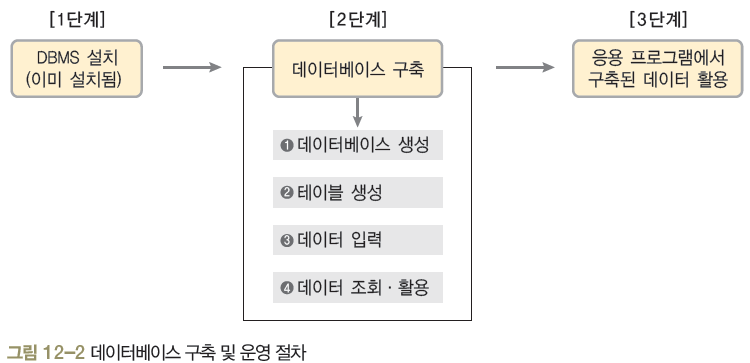 [1단계]
[2단계]
[3단계]
DBMS 설치
(이미 설치됨)
데이터베이스 구축
응용 프로그램에서
구축된 데이터 활용
❶ 데이터베이스 생성
❷ 테이블 생성
❸ 데이터 입력
❹ 데이터 조회 · 활용
그림 12-2 데이터베이스 구축 및 운영 절차